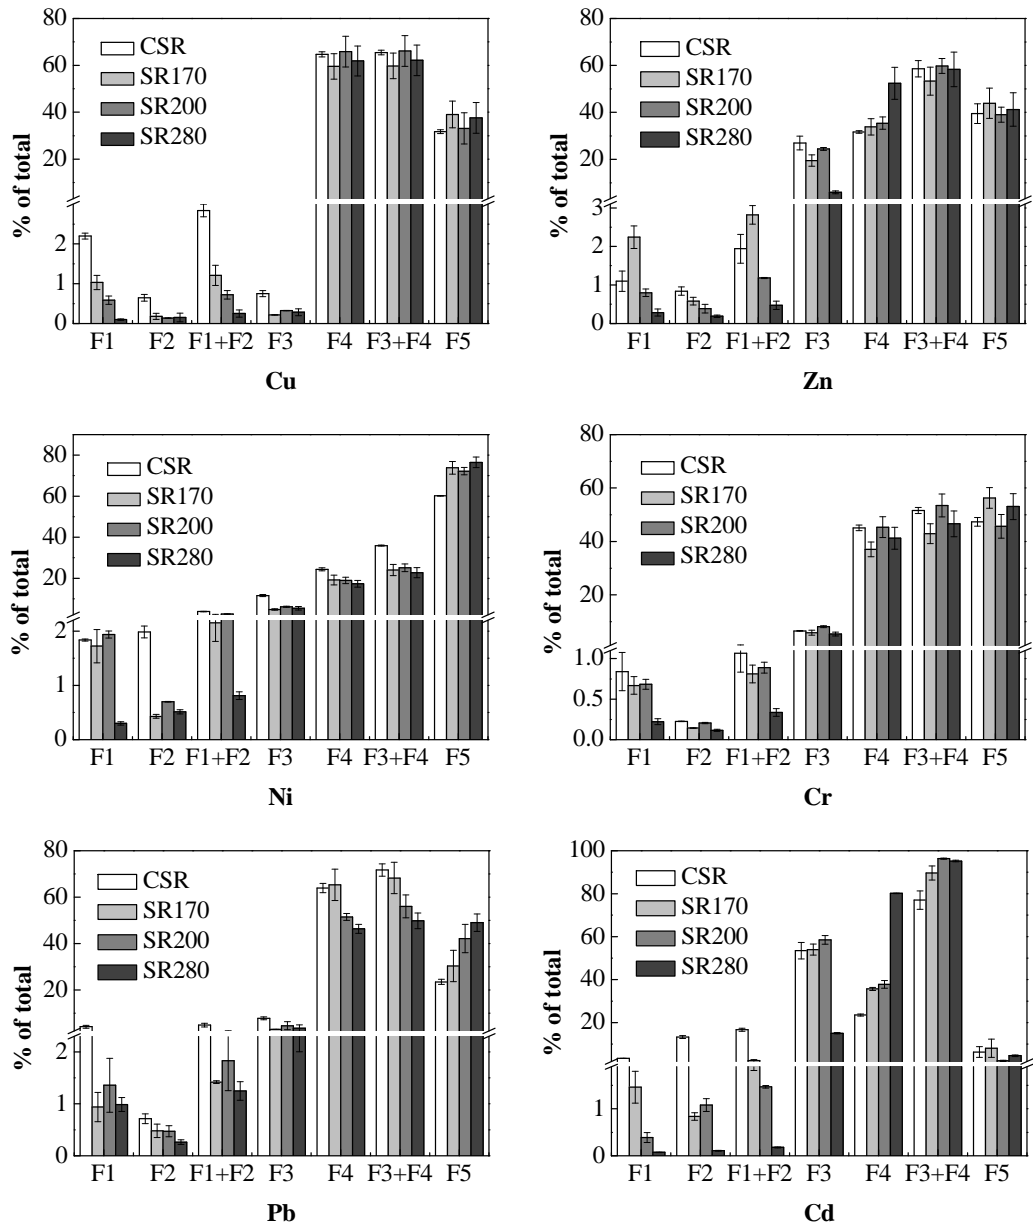 80
60
40
20
2
1
0
% of total
CSR
SR170
SR200
SR280
F1 F2 F1+F2 F3 F4 F3+F4 F5
Cu
80
60
40
20
3
2
1
0
% of total
CSR
SR170
SR200
SR280
F1 F2 F1+F2 F3 F4 F3+F4 F5
Zn
80
60
40
20
2
1
0
% of total
CSR
SR170
SR200
SR280
F1 F2 F1+F2 F3 F4 F3+F4 F5
Ni
80
60
40
20
1.0
0.5
0.0
% of total
CSR
SR170
SR200
SR280
F1 F2 F1+F2 F3 F4 F3+F4 F5
Cr
80
60
40
20
2
1
0
% of total
CSR
SR170
SR200
SR280
F1 F2 F1+F2 F3 F4 F3+F4 F5
Pb
100
80
60
40
20
1
0
% of total
CSR
SR170
SR200
SR280
F1 F2 F1+F2 F3 F4 F3+F4 F5
Cd